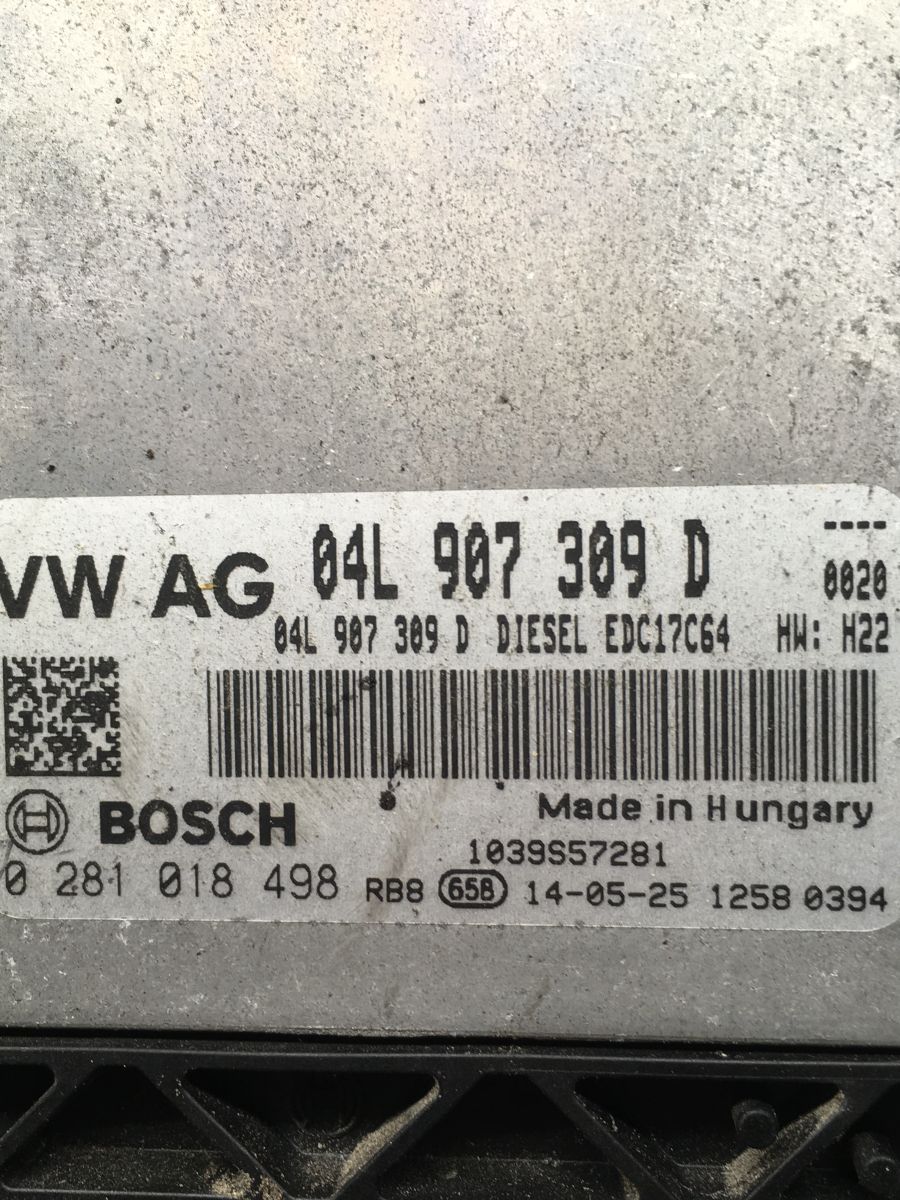 VW AG 04L 907 309 D ----
0020
04L 907 309 D DIESEL EDC17C64 HW: H22
BOSCH Made in Hungary
1039S57281
0 281 018 498 RB8 65B 14-05-25 1258 0394